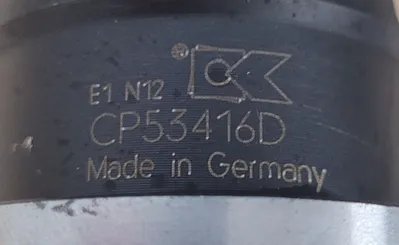 ®
E1 N12
CP53416D
Made in Germany